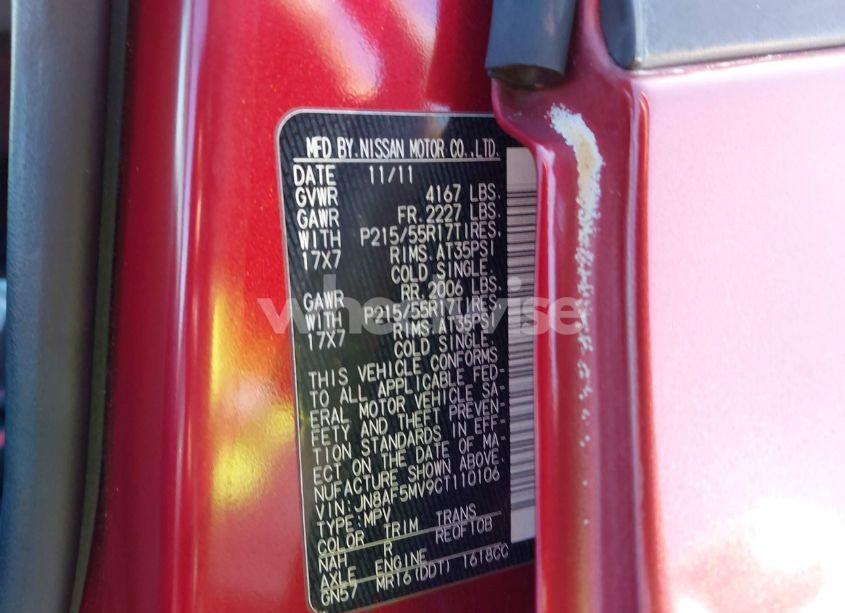 MFD BY.NISSAN MOTOR CO.,LTD.
DATE 11/11
GVWR 4167 LBS.
GAWR FR.2227 LBS.
WITH P215/55R17TIRES.
17X7 RIMS.AT35PSI
COLD SINGLE.
GAWR RR.2006 LBS.
WITH P215/55R17TIRES.
17X7 RIMS.AT35PSI
COLD SINGLE.
THIS VEHICLE CONFORMS
TO ALL APPLICABLE FED-
ERAL MOTOR VEHICLE SA-
FETY AND THEFT PREVEN-
TION STANDARDS IN EFF-
ECT ON THE DATE OF MA-
NUFACTURE SHOWN ABOVE.
VIN:JN8AF5MV9CT110106
TYPE:MPV
COLOR TRIM TRANS
NAH R RE0F10B
AXLE ENGINE
GN57 MR16(DDT) 1618CC